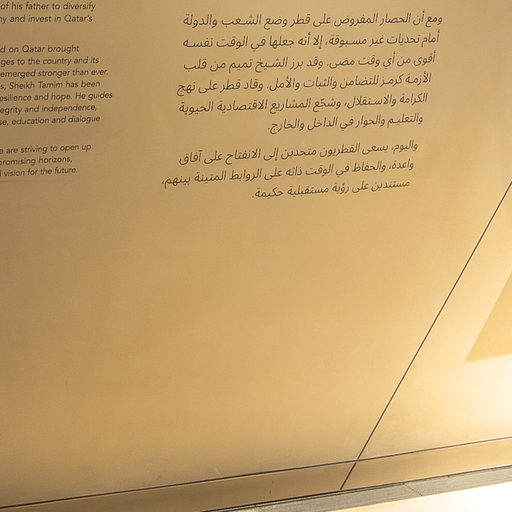 of his father to diversify
ny and invest in Qatar's
d on Qatar brought
ges to the country and its
emerged stronger than ever.
s, Sheikh Tamim has been
esilience and hope. He guides
egrity and independence,
se, education and dialogue
e are striving to open up
promising horizons,
l vision for the future.
ومع أن الحصار المفروض على قطر وضع الشعب والدولة
أمام تحديات غير مسبوقة، إلا أنه جعلها في الوقت نفسه
أقوى من أي وقت مضى. وقد برز الشيخ تميم من قلب
الأزمة كرمز للتضامن والثبات والأمل. وقاد قطر على نهج
الكرامة والاستقلال، وشجّع المشاريع الاقتصادية الحيوية
والتعليم والحوار في الداخل والخارج.
واليوم، يسعى القطريون متحدين إلى الانفتاح على آفاق
واعدة، والحفاظ في الوقت ذاته على الروابط المتينة بينهم،
مستندين على رؤية مستقبلية حكيمة.